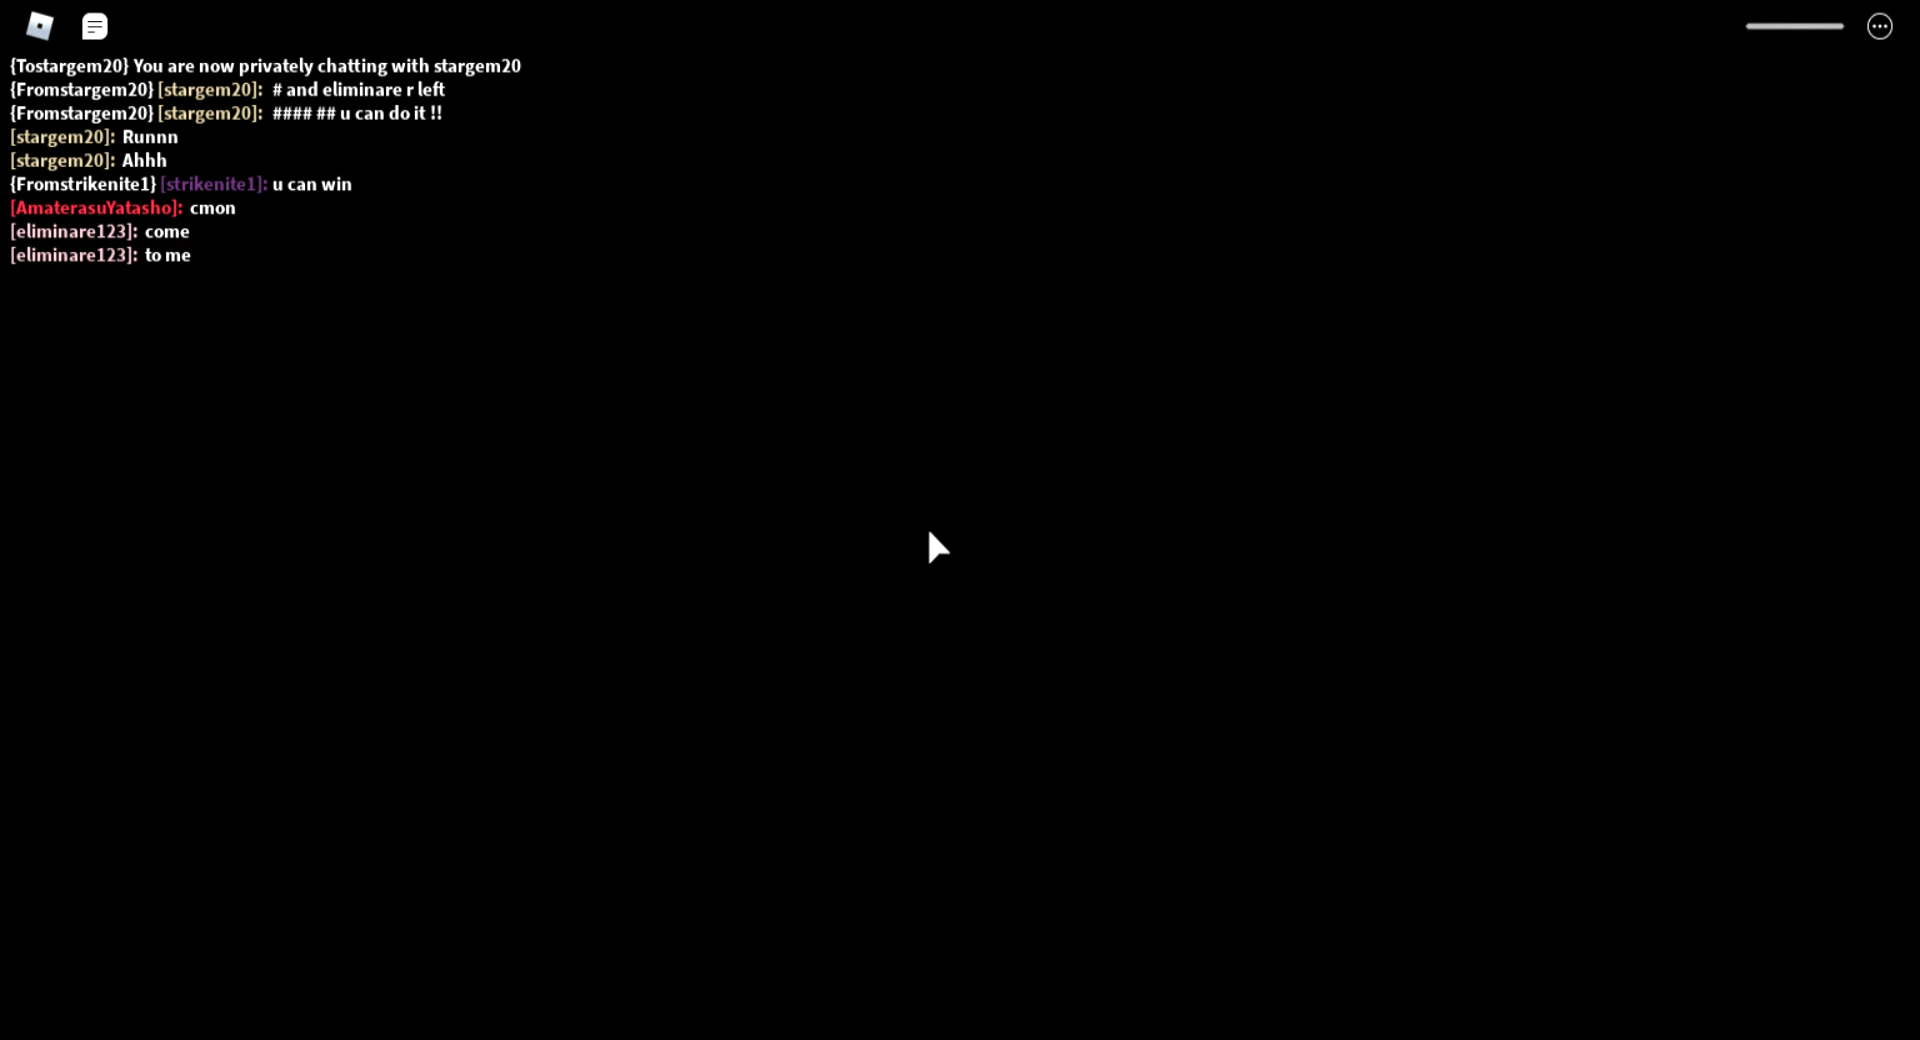 {Tostargem20} You are now privately chatting with stargem20
{Fromstargem20} [stargem20]: # and eliminare r left
{Fromstargem20} [stargem20]: #### ## u can do it !!
[stargem20]: Runnn
[stargem20]: Ahhh
{Fromstrikenite1} [strikenite1]: u can win
[AmaterasuYatasho]: cmon
[eliminare123]: come
[eliminare123]: to me